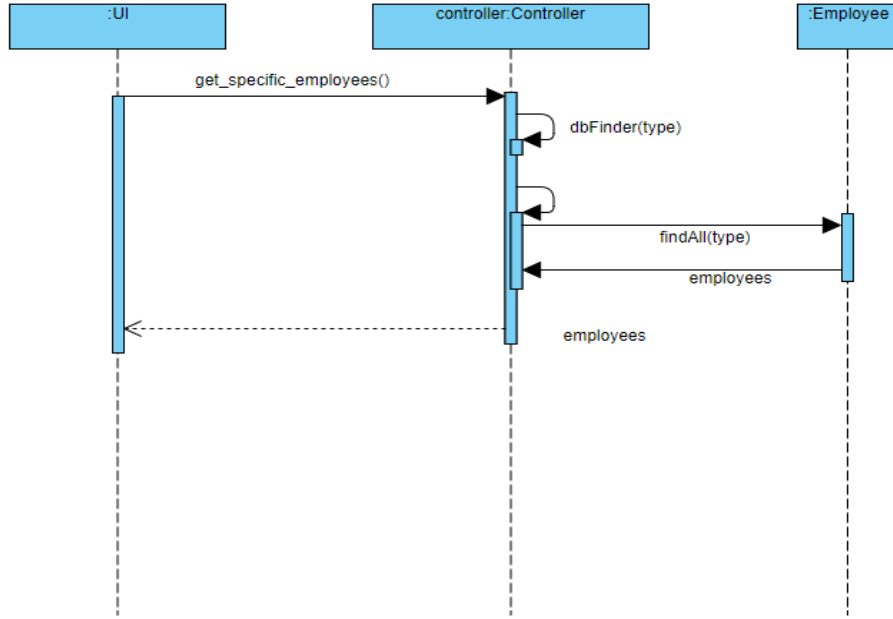 :UI
controller:Controller
:Employee
get_specific_employees()
dbFinder(type)
findAll(type)
employees
employees